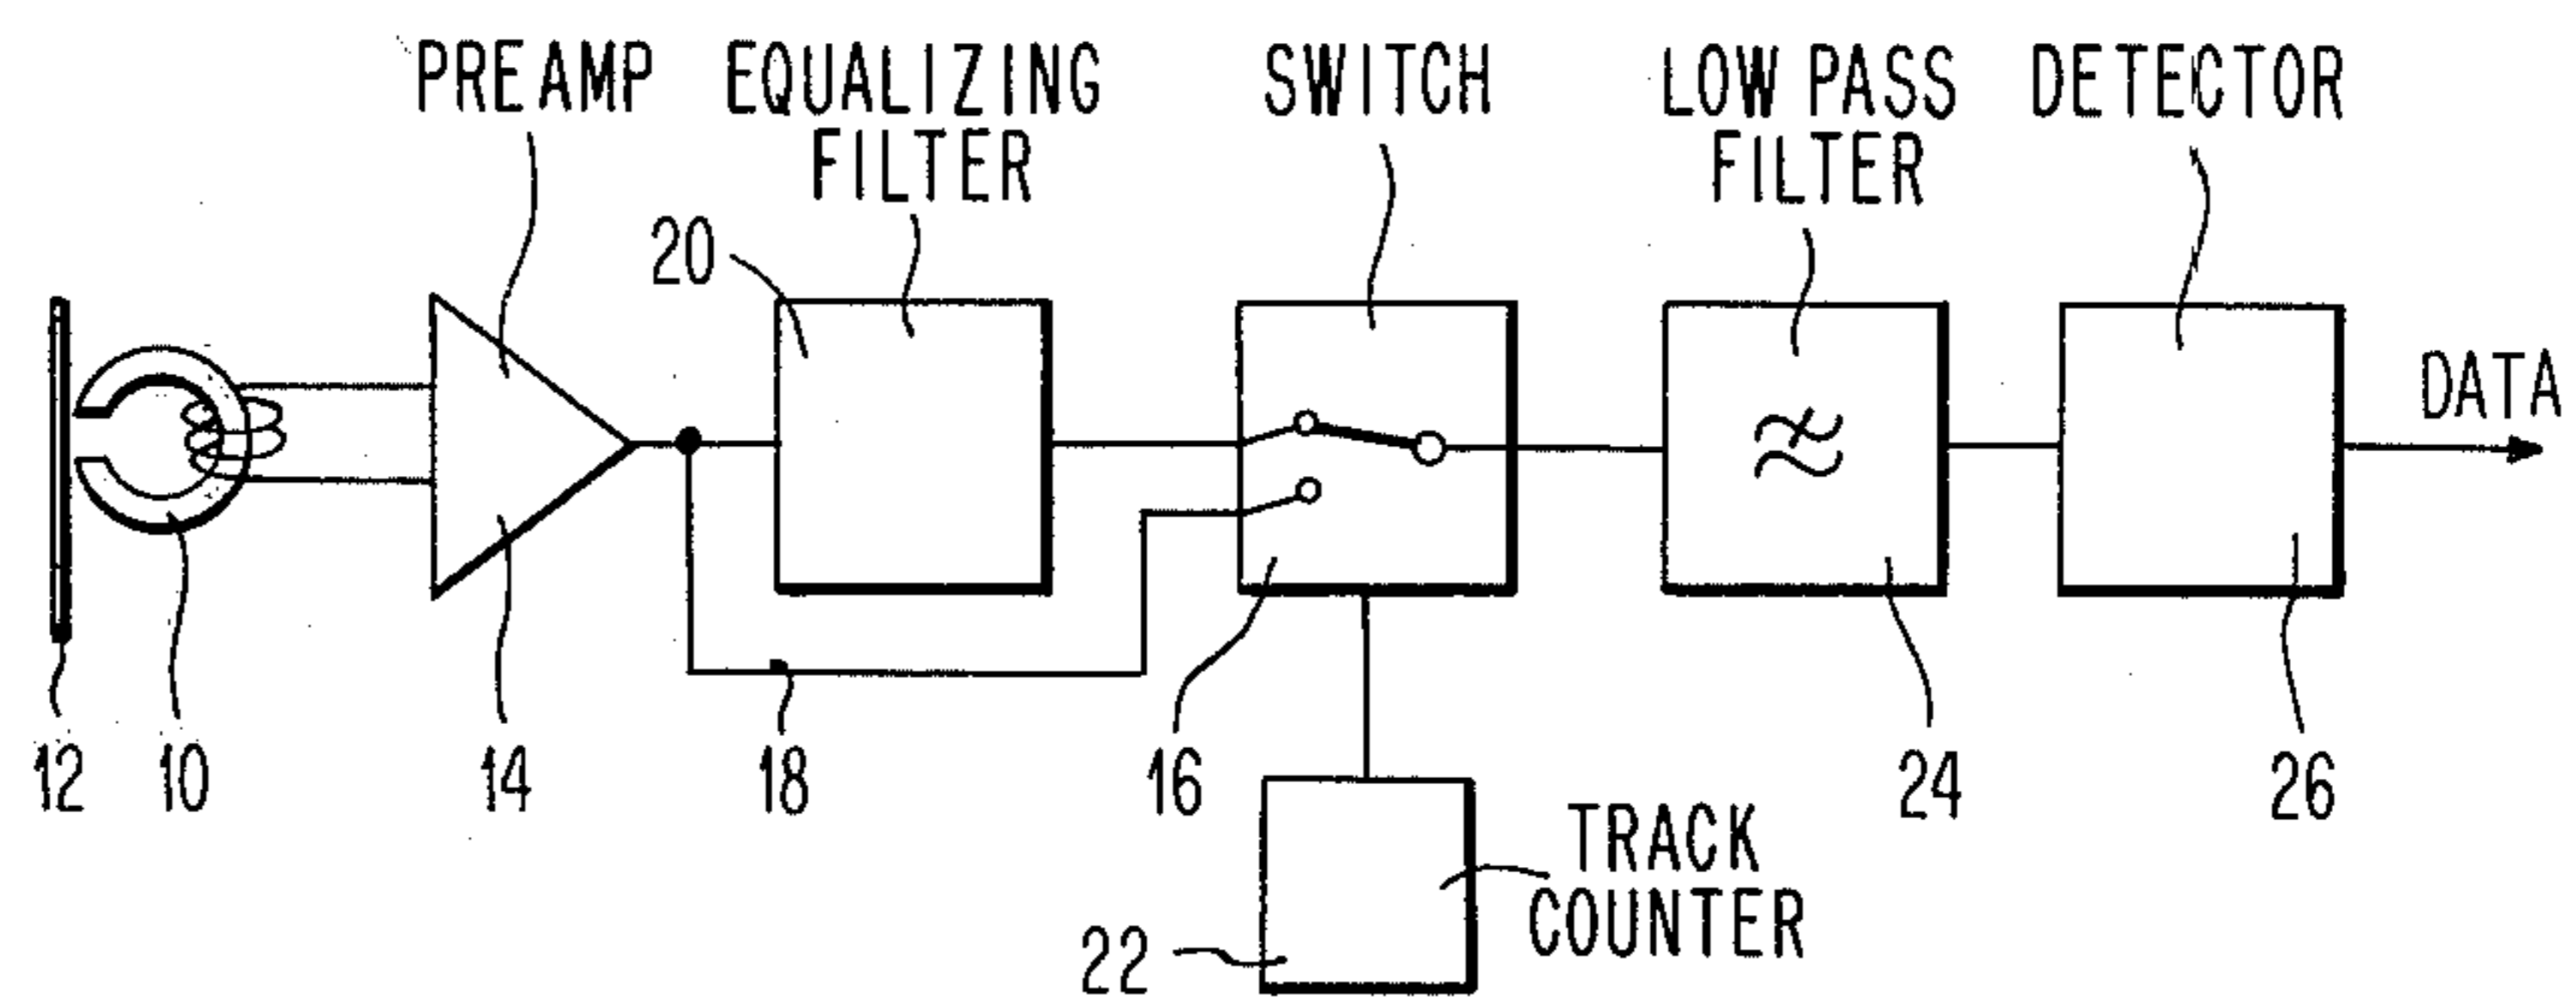 PREAMP
EQUALIZING
FILTER
SWITCH
LOW PASS
FILTER
DETECTOR
20
DATA
12
10
14
18
16
24
26
TRACK
COUNTER
22